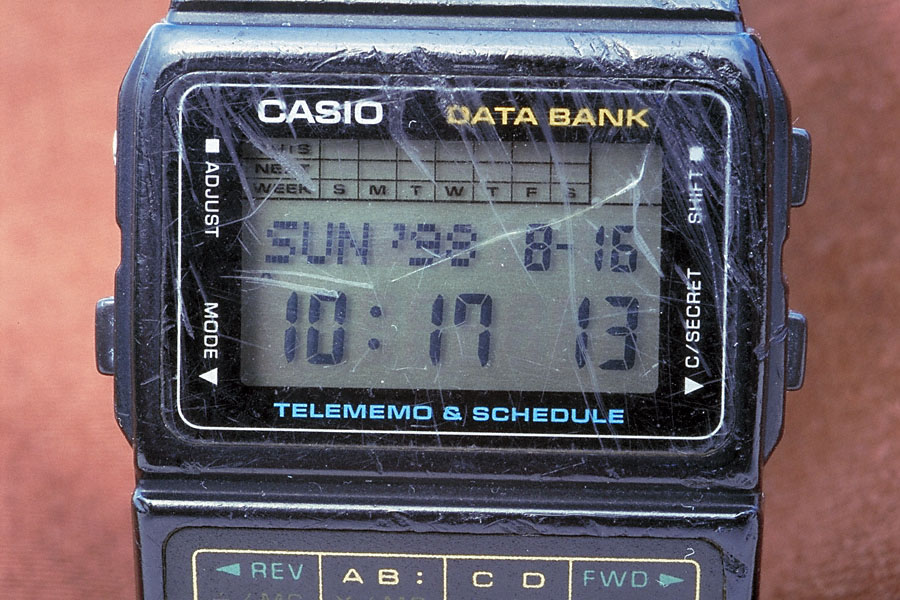 CASIO DATA BANK
ADJUST
MODE
SHIFT
C/SECRET
THIS
NEXT
WEEK S M T W T F S
SUN '98 8-16
10:17 13
TELEMEMO & SCHEDULE
REV AB: C D FWD